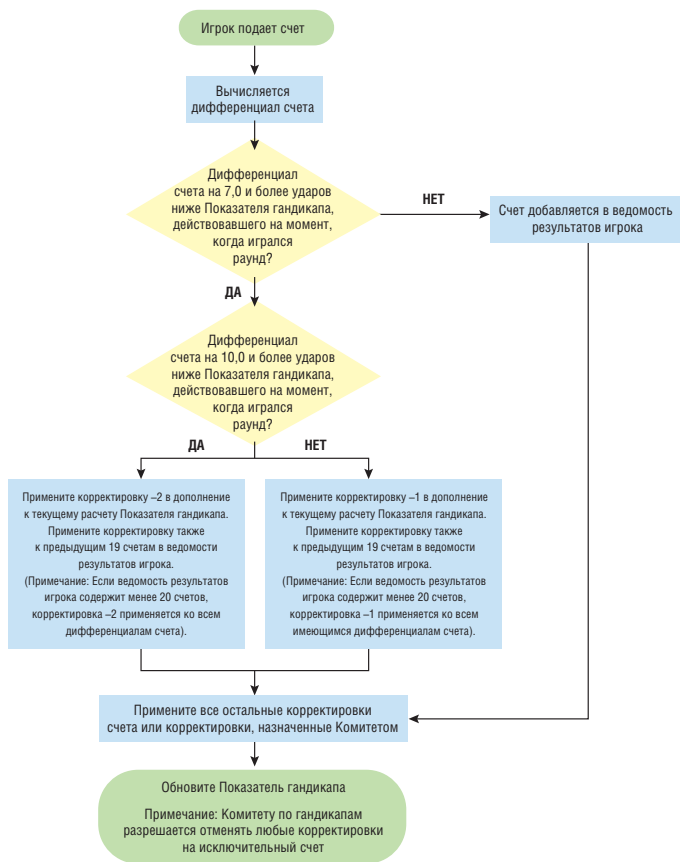 Игрок подает счет
Вычисляется
дифференциал счета
Дифференциал
счета на 7,0 и более ударов
ниже Показателя гандикапа,
действовавшего на момент,
когда игрался
раунд?
НЕТ
Счет добавляется в ведомость
результатов игрока
ДА
Дифференциал
счета на 10,0 и более ударов
ниже Показателя гандикапа,
действовавшего на момент,
когда игрался
раунд?
ДА
НЕТ
Примените корректировку –2 в дополнение
к текущему расчету Показателя гандикапа.
Примените корректировку также
к предыдущим 19 счетам в ведомости
результатов игрока.
(Примечание: Если ведомость результатов
игрока содержит менее 20 счетов,
корректировка –2 применяется ко всем
дифференциалам счета).
Примените корректировку –1 в дополнение
к текущему расчету Показателя гандикапа.
Примените корректировку также
к предыдущим 19 счетам в ведомости
результатов игрока.
(Примечание: Если ведомость результатов
игрока содержит менее 20 счетов,
корректировка –1 применяется ко всем
имеющимся дифференциалам счета).
Примените все остальные корректировки
счета или корректировки, назначенные Комитетом
Обновите Показатель гандикапа
Примечание: Комитету по гандикапам
разрешается отменять любые корректировки
на исключительный счет